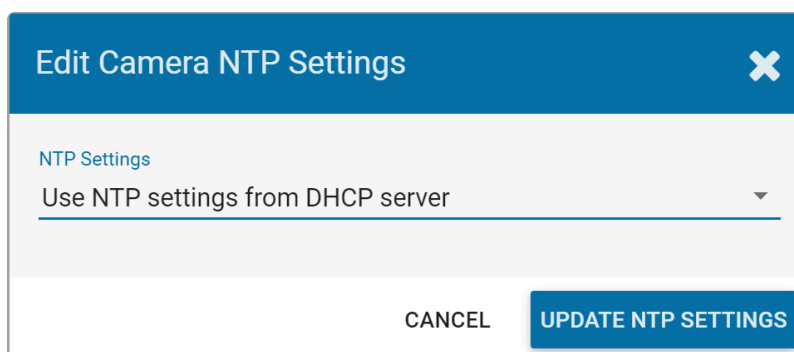 Edit Camera NTP Settings
NTP Settings
Use NTP settings from DHCP server
CANCEL UPDATE NTP SETTINGS